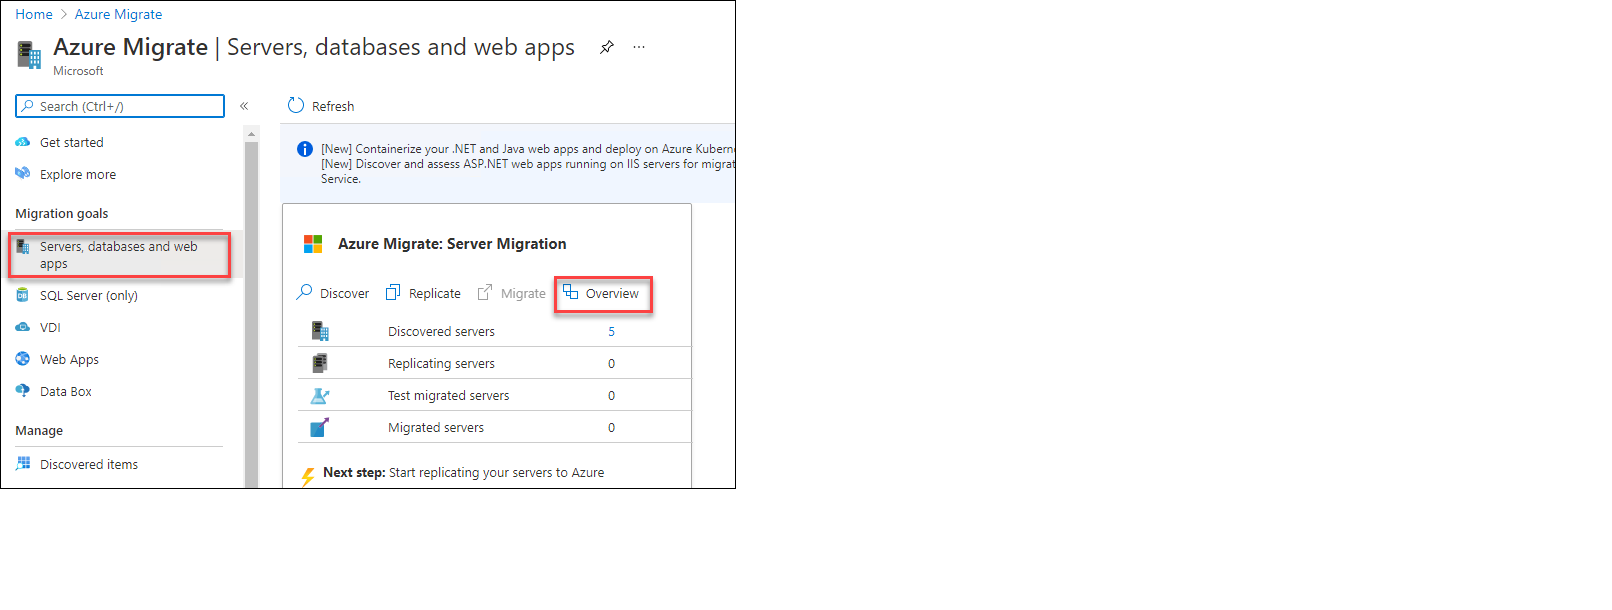 Home > Azure Migrate
Azure Migrate | Servers, databases and web apps
Microsoft
Search (Ctrl+/)
«
Refresh
Get started
Explore more
Migration goals
Servers, databases and web
apps
SQL Server (only)
VDI
Web Apps
Data Box
Manage
Discovered items
[New] Containerize your .NET and Java web apps and deploy on Azure Kubern
[New] Discover and assess ASP.NET web apps running on IIS servers for migrat
Service.
Azure Migrate: Server Migration
Discover Replicate Migrate Overview
Discovered servers 5
Replicating servers 0
Test migrated servers 0
Migrated servers 0
Next step: Start replicating your servers to Azure